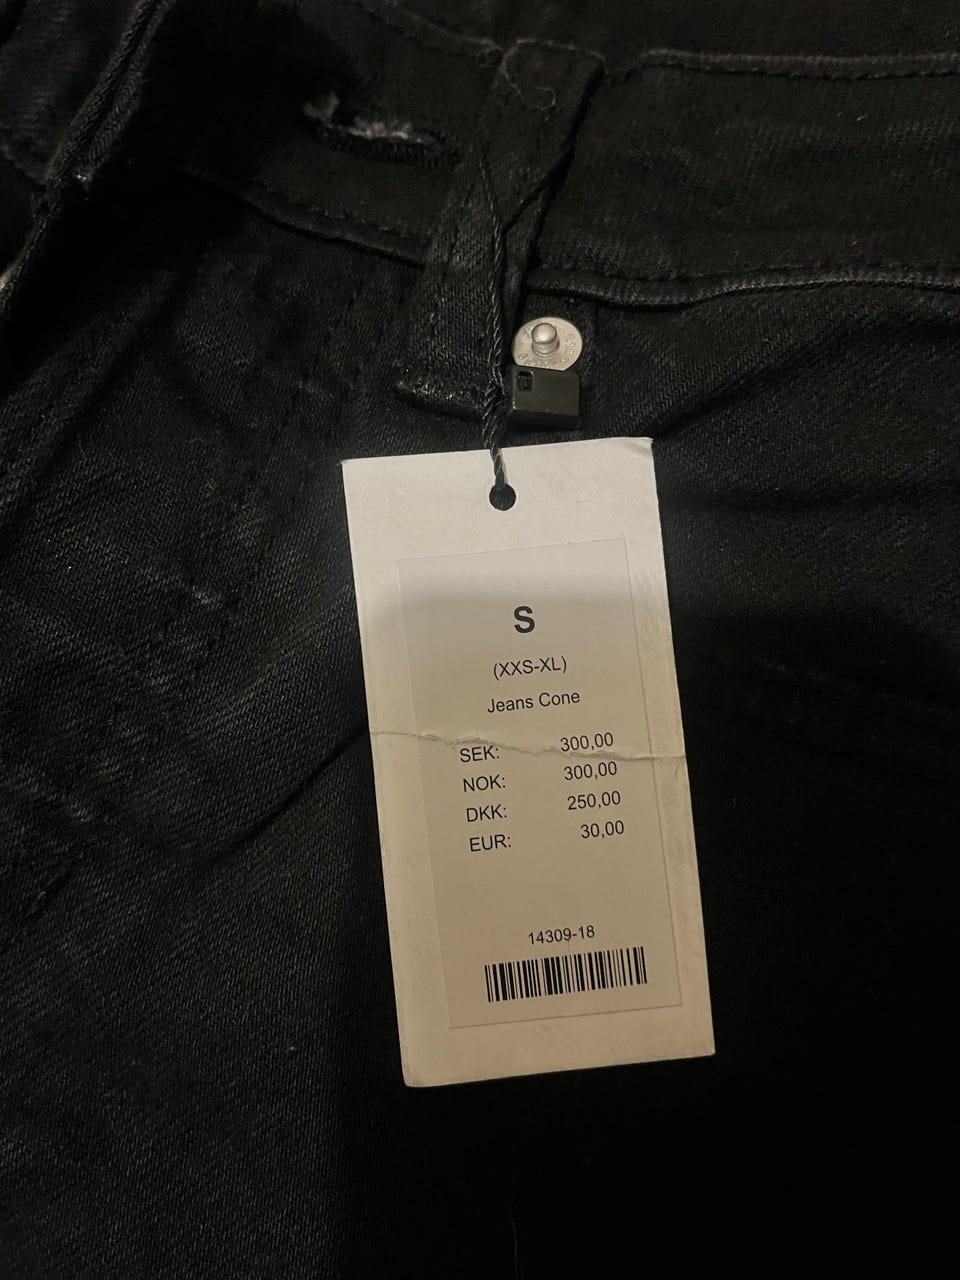 S
(XXS-XL)
Jeans Cone
SEK: 300,00
NOK: 300,00
DKK: 250,00
EUR: 30,00
14309-18